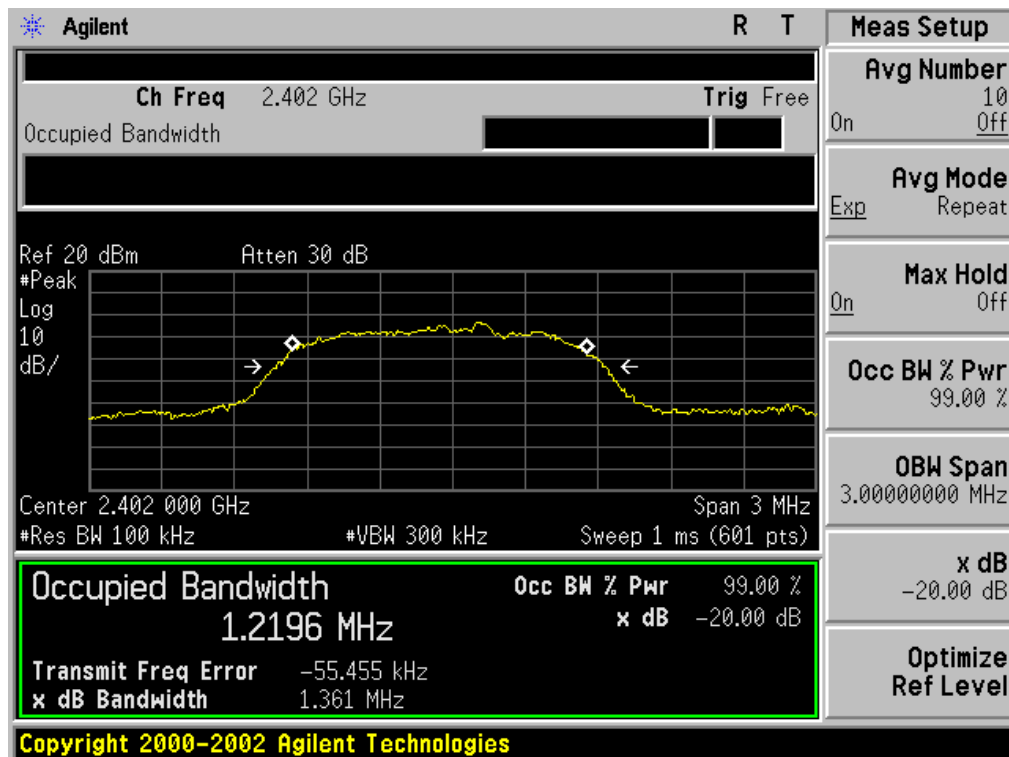 Agilent R T
Ch Freq 2.402 GHz Trig Free
Occupied Bandwidth
Ref 20 dBm Atten 30 dB
#Peak
Log
10
dB/
Center 2.402 000 GHz Span 3 MHz
#Res BW 100 kHz #VBW 300 kHz Sweep 1 ms (601 pts)
Occupied Bandwidth Occ BW % Pwr 99.00 %
1.2196 MHz x dB -20.00 dB
Transmit Freq Error -55.455 kHz
x dB Bandwidth 1.361 MHz
Copyright 2000-2002 Agilent Technologies
Meas Setup
Avg Number
10
On Off
Avg Mode
Exp Repeat
Max Hold
On Off
Occ BW % Pwr
99.00 %
OBW Span
3.00000000 MHz
x dB
-20.00 dB
Optimize
Ref Level